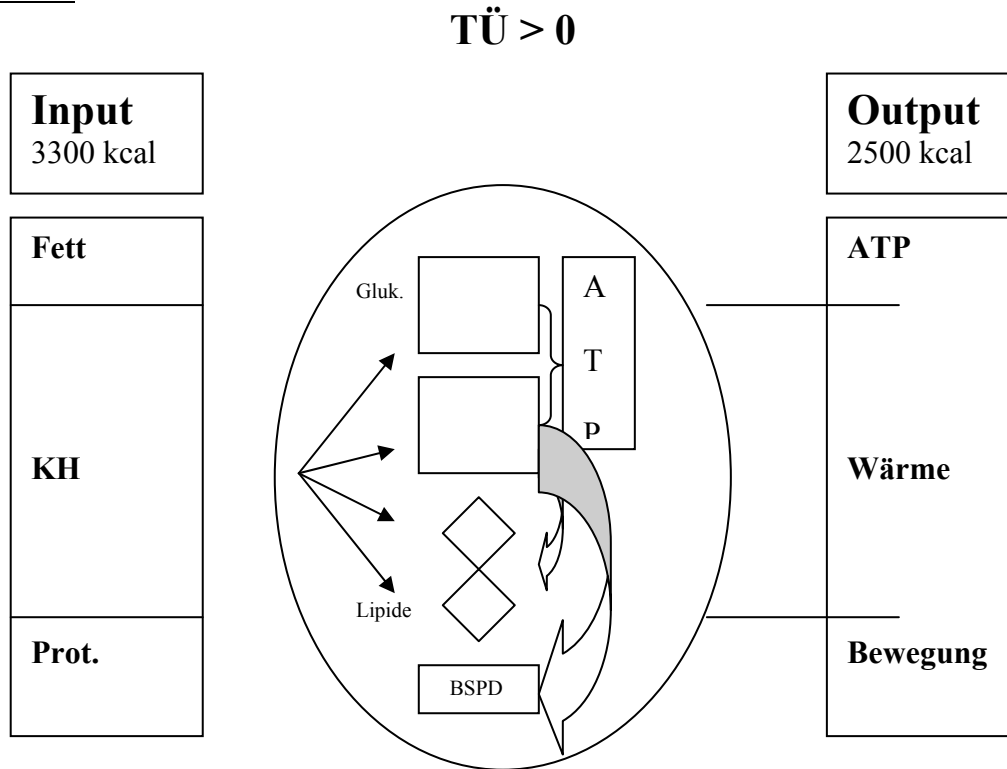 TÜ > 0
Input
3300 kcal
Output
2500 kcal
Fett
KH
Prot.
Gluk.
Lipide
A
T
P
BSPD
ATP
Wärme
Bewegung